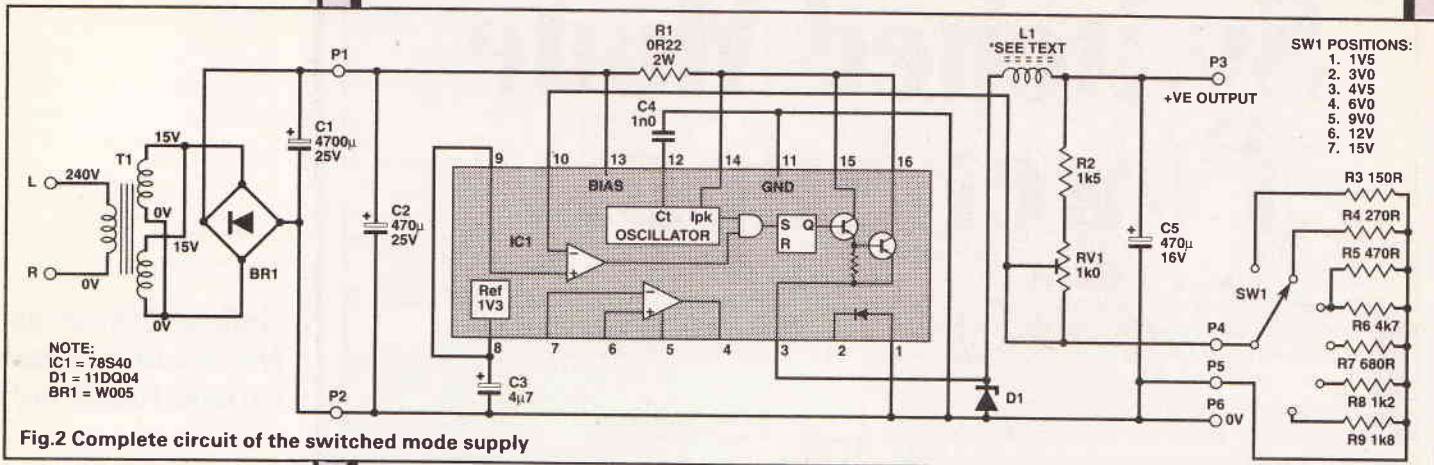 P1
R1
0R22
2W
L1
*SEE TEXT
P3
+VE OUTPUT
SW1 POSITIONS:
1. 1V5
2. 3V0
3. 4V5
4. 6V0
5. 9V0
6. 12V
7. 15V
15V
T1
L
240V
0V
15V
R
0V
0V
BR1
+
C1
4700μ
25V
+
C2
470μ
25V
C4
1n0
9
10
13
12
14
11
15
16
BIAS
GND
Ct
Ipk
OSCILLATOR
S
Q
R
IC1
−
+
Ref
1V3
−
+
8
7
6
5
4
3
2
1
+
C3
4μ7
D1
R2
1k5
RV1
1k0
+
C5
470μ
16V
P4
P5
P6
0V
SW1
R3 150R
R4 270R
R5 470R
R6 4k7
R7 680R
R8 1k2
R9 1k8
NOTE:
IC1 = 78S40
D1 = 11DQ04
BR1 = W005
P2
Fig.2 Complete circuit of the switched mode supply